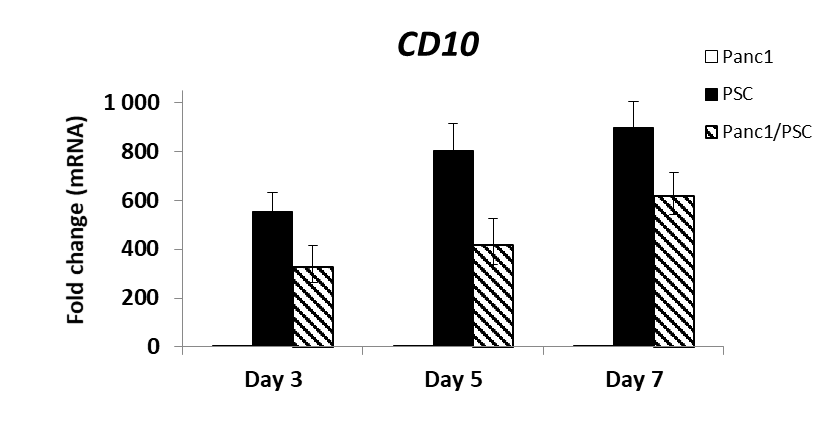 CD10
Panc1
PSC
Panc1/PSC
Fold change (mRNA)
1 000
800
600
400
200
0
Day 3
Day 5
Day 7